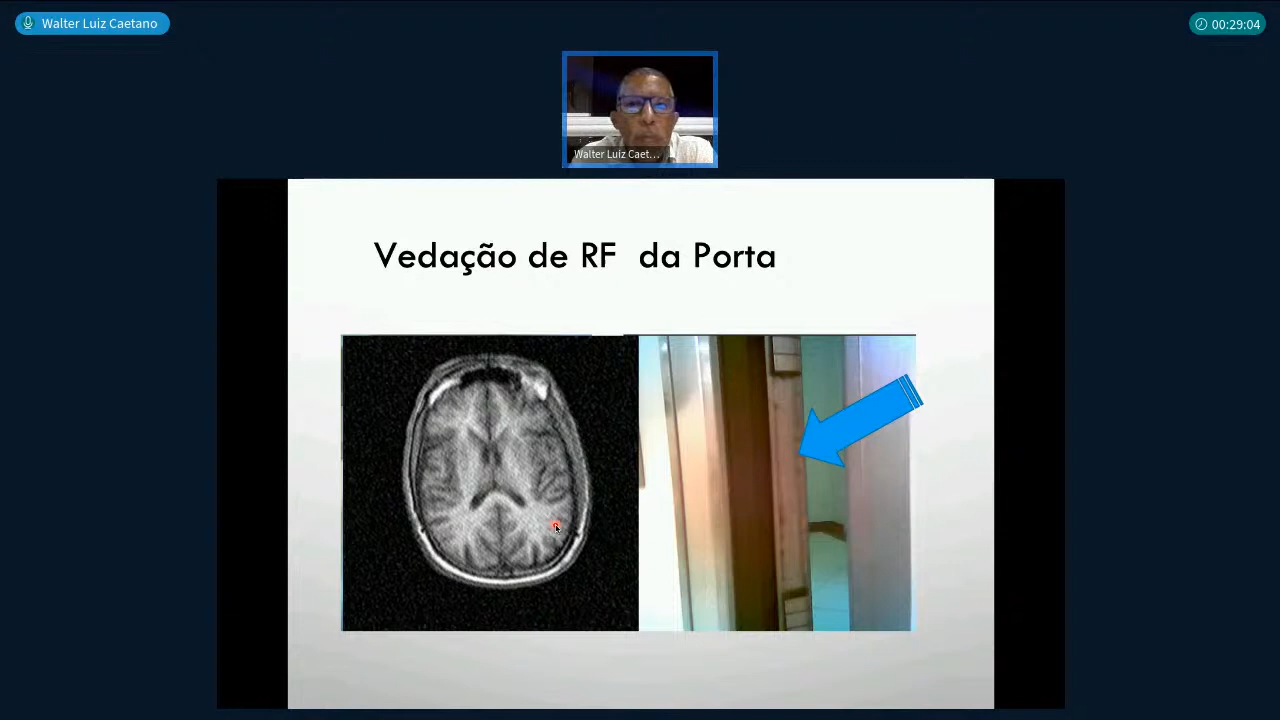 Walter Luiz Caetano
00:29:04
Walter Luiz Caet...
Vedação de RF da Porta